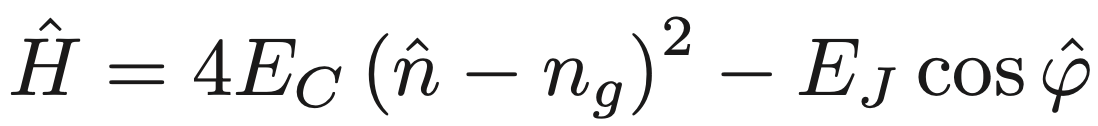 Ĥ = 4E_C (n̂ − n_g)² − E_J cos φ̂